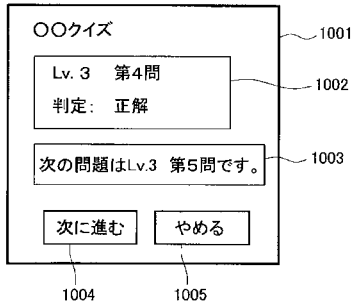 ○○クイズ
Lv. 3 第4問
判定： 正解
次の問題はLv.3 第5問です。
次に進む
やめる
1001
1002
1003
1004
1005